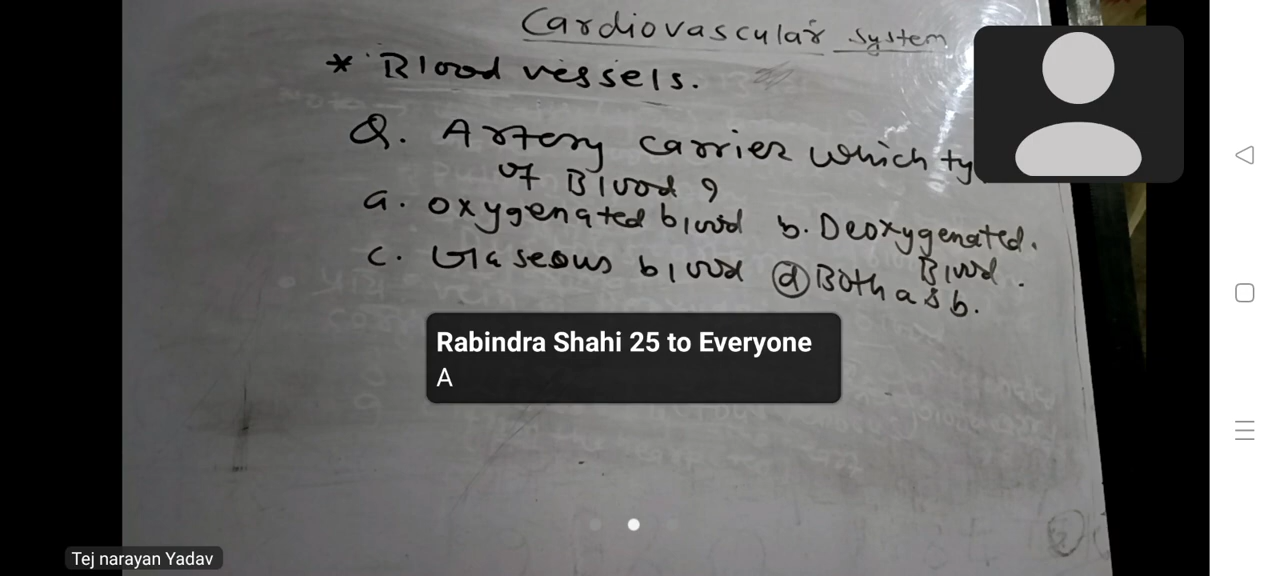 Cardiovascular system
* Blood vessels.
Q. Artery carries which ty
of Blood ?
a. oxygenated blood b. Deoxygenated.
Blood.
c. Gaseous blood d Both a & b.
Rabindra Shahi 25 to Everyone
A
Tej narayan Yadav